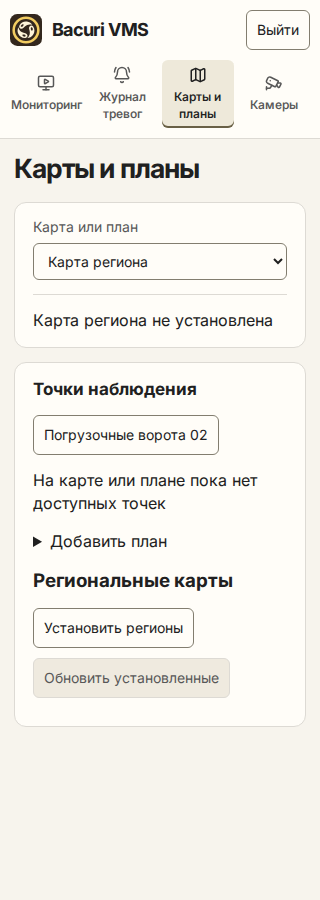 Bacuri VMS
Выйти
Мониторинг
Журнал
тревог
Карты и
планы
Камеры
Карты и планы
Карта или план
Карта региона
Карта региона не установлена
Точки наблюдения
Погрузочные ворота 02
На карте или плане пока нет
доступных точек
Добавить план
Региональные карты
Установить регионы
Обновить установленные